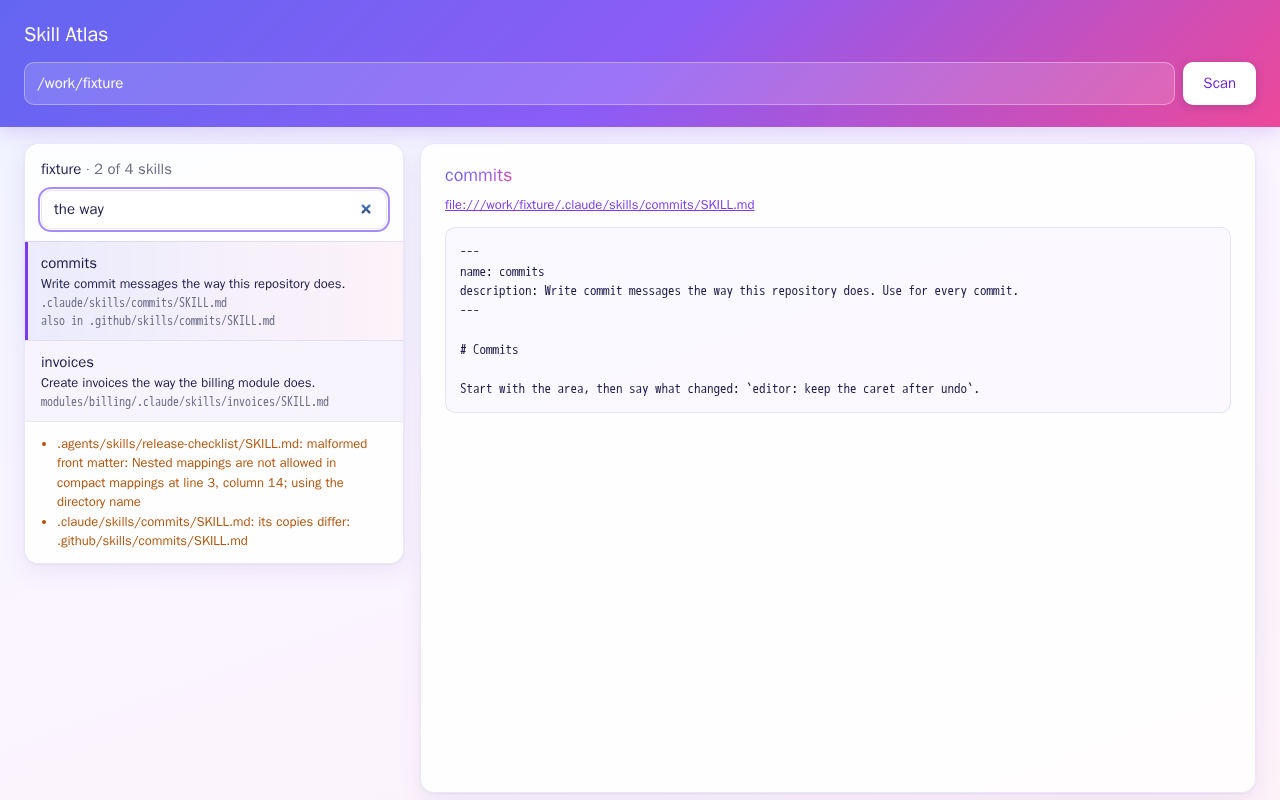 Skill Atlas
/work/fixture
Scan
fixture · 2 of 4 skills
the way
commits
Write commit messages the way this repository does.
.claude/skills/commits/SKILL.md
also in .github/skills/commits/SKILL.md
invoices
Create invoices the way the billing module does.
modules/billing/.claude/skills/invoices/SKILL.md
.agents/skills/release-checklist/SKILL.md: malformed
front matter: Nested mappings are not allowed in
compact mappings at line 3, column 14; using the
directory name
.claude/skills/commits/SKILL.md: its copies differ:
.github/skills/commits/SKILL.md
commits
file:///work/fixture/.claude/skills/commits/SKILL.md
---
name: commits
description: Write commit messages the way this repository does. Use for every commit.
---
# Commits
Start with the area, then say what changed: `editor: keep the caret after undo`.